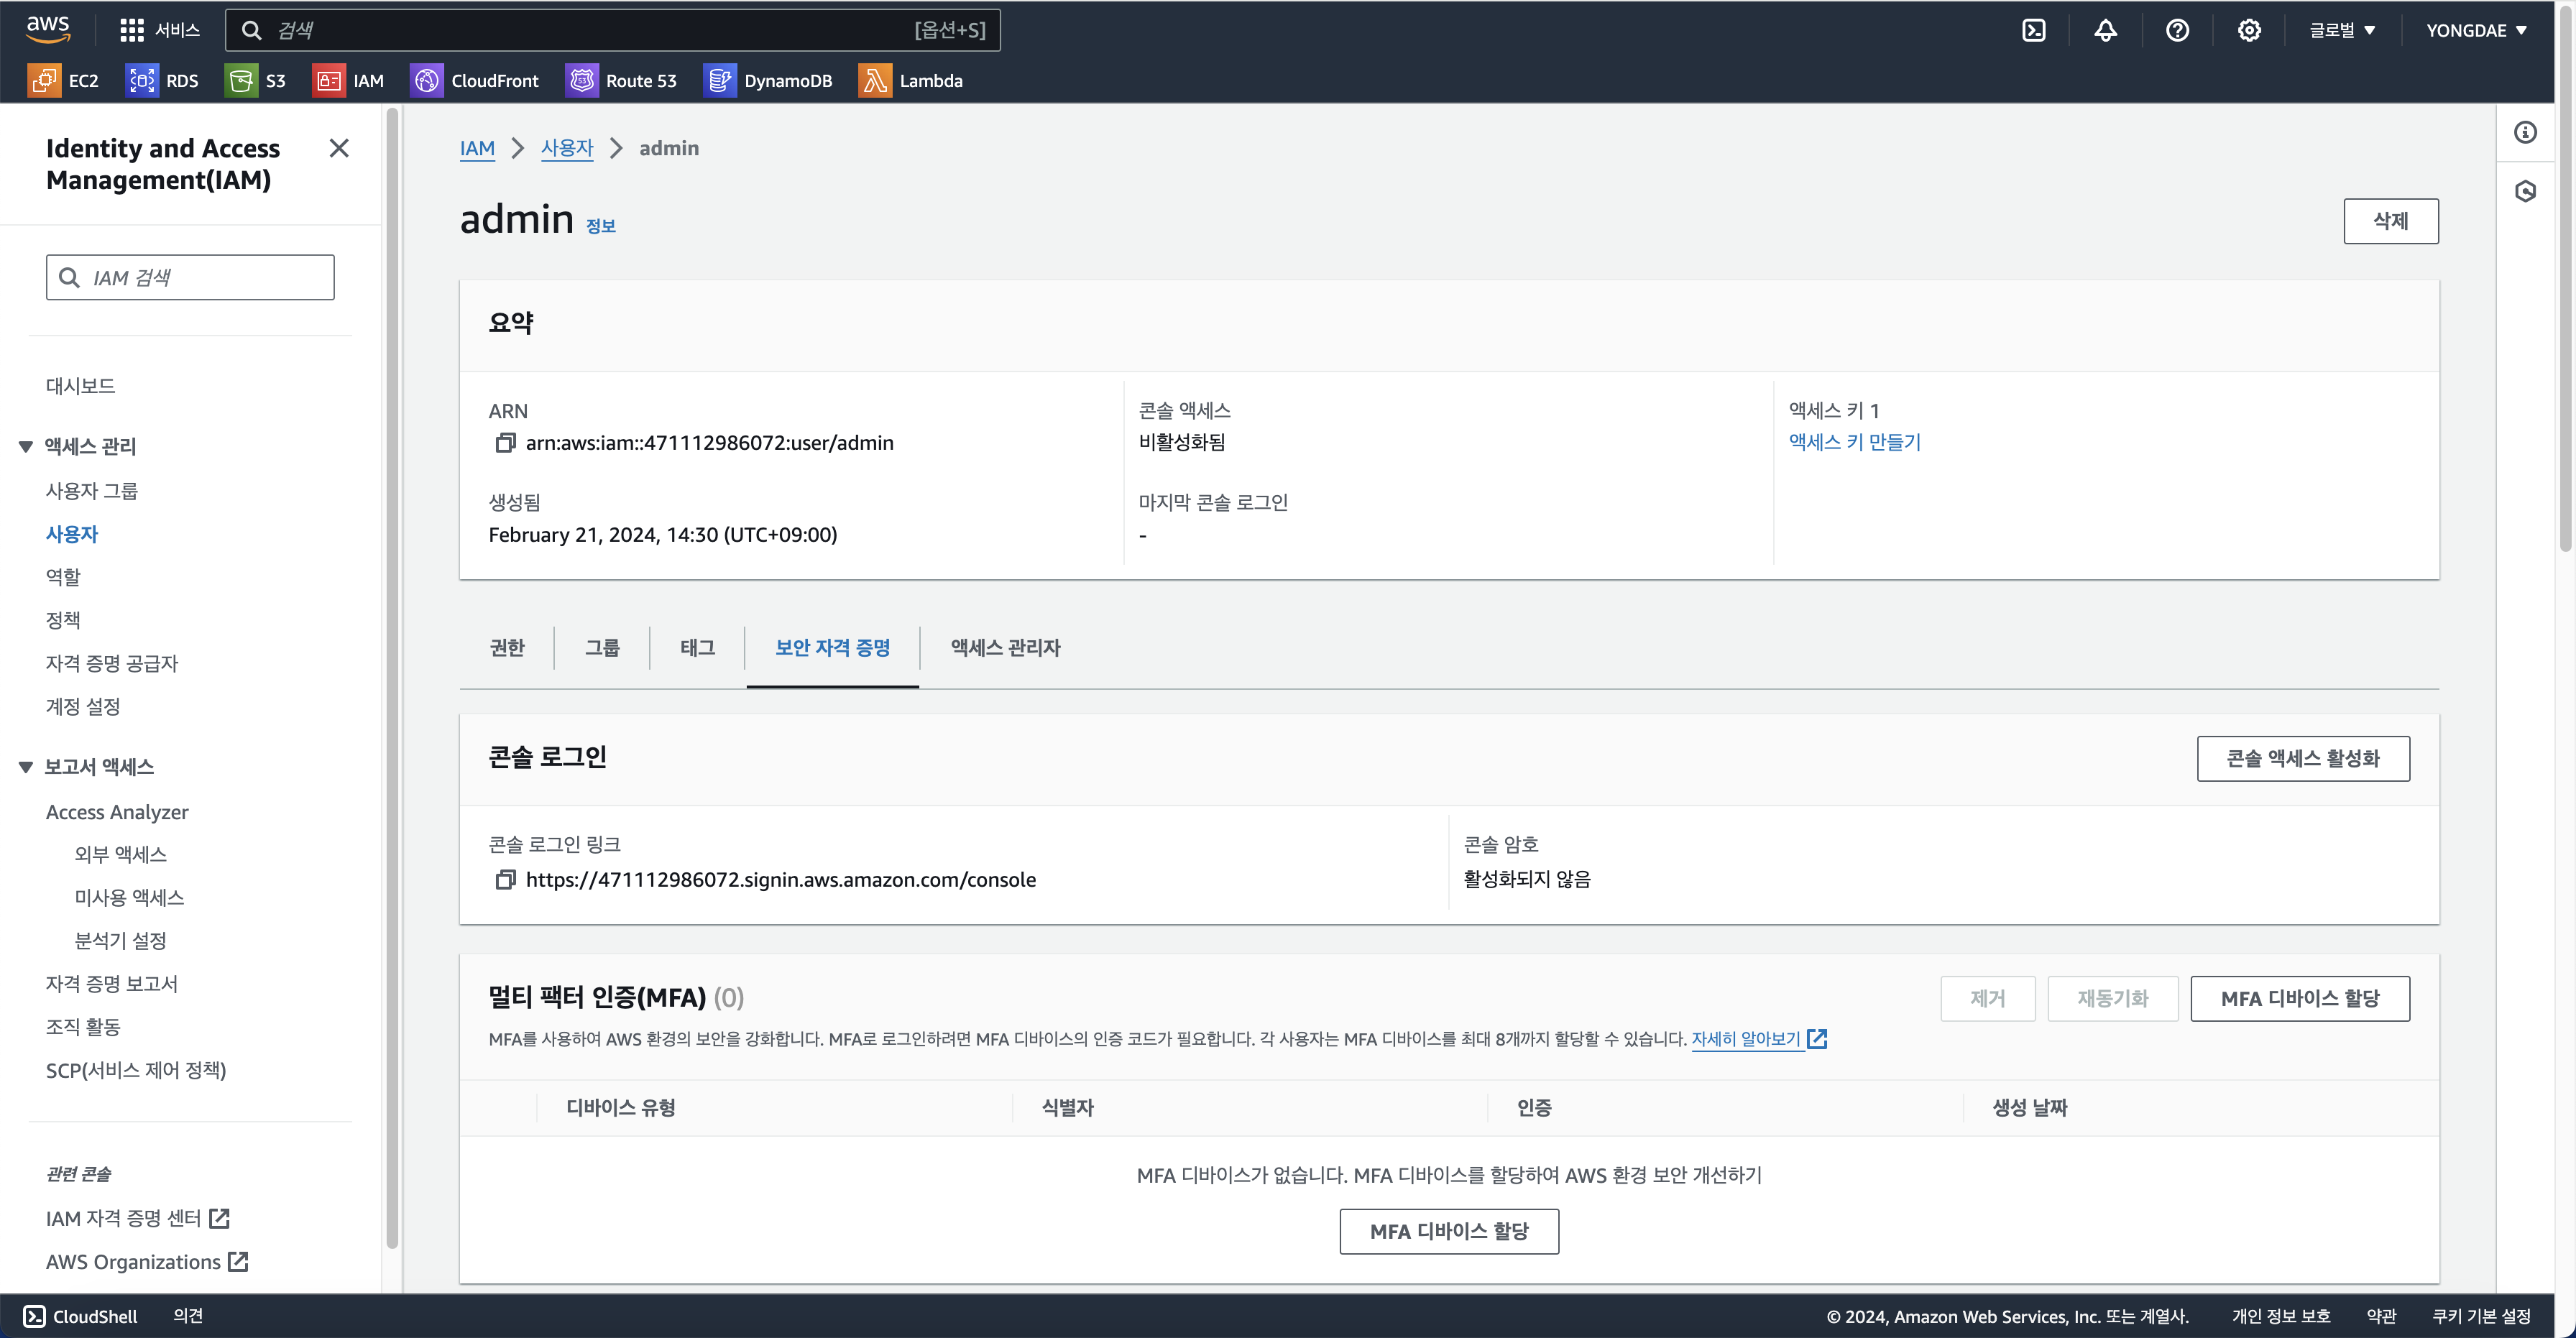 aws
서비스
검색
[옵션+S]
글로벌
YONGDAE
EC2
RDS
S3
IAM
CloudFront
Route 53
DynamoDB
Lambda
Identity and Access
Management(IAM)
IAM 검색
대시보드
액세스 관리
사용자 그룹
사용자
역할
정책
자격 증명 공급자
계정 설정
보고서 액세스
Access Analyzer
외부 액세스
미사용 액세스
분석기 설정
자격 증명 보고서
조직 활동
SCP(서비스 제어 정책)
관련 콘솔
IAM 자격 증명 센터
AWS Organizations
IAM
사용자
admin
admin 정보
삭제
요약
ARN
arn:aws:iam::471112986072:user/admin
생성됨
February 21, 2024, 14:30 (UTC+09:00)
콘솔 액세스
비활성화됨
마지막 콘솔 로그인
-
액세스 키 1
액세스 키 만들기
권한
그룹
태그
보안 자격 증명
액세스 관리자
콘솔 로그인
콘솔 액세스 활성화
콘솔 로그인 링크
https://471112986072.signin.aws.amazon.com/console
콘솔 암호
활성화되지 않음
멀티 팩터 인증(MFA) (0)
제거
재동기화
MFA 디바이스 할당
MFA를 사용하여 AWS 환경의 보안을 강화합니다. MFA로 로그인하려면 MFA 디바이스의 인증 코드가 필요합니다. 각 사용자는 MFA 디바이스를 최대 8개까지 할당할 수 있습니다. 자세히 알아보기
디바이스 유형
식별자
인증
생성 날짜
MFA 디바이스가 없습니다. MFA 디바이스를 할당하여 AWS 환경 보안 개선하기
MFA 디바이스 할당
CloudShell
의견
© 2024, Amazon Web Services, Inc. 또는 계열사.
개인 정보 보호
약관
쿠키 기본 설정